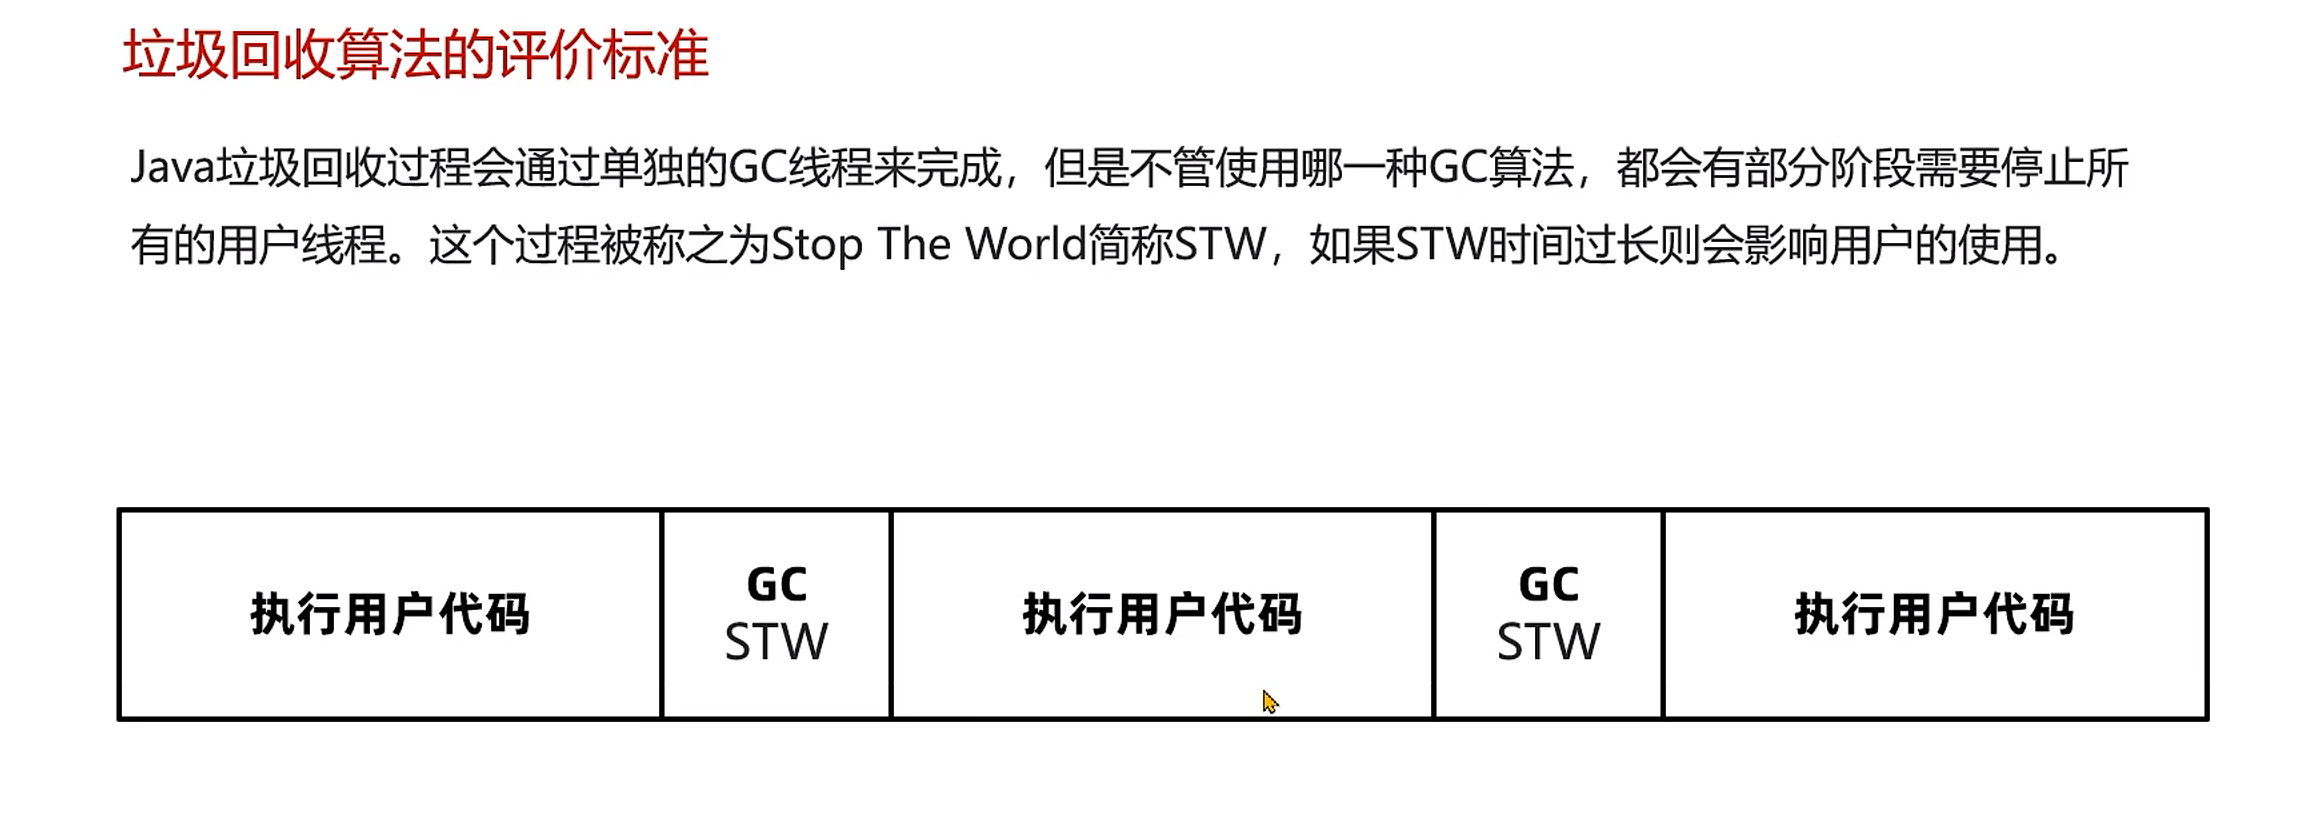 垃圾回收算法的评价标准
Java垃圾回收过程会通过单独的GC线程来完成，但是不管使用哪一种GC算法，都会有部分阶段需要停止所
有的用户线程。这个过程被称之为Stop The World简称STW，如果STW时间过长则会影响用户的使用。
执行用户代码
GC
STW
执行用户代码
GC
STW
执行用户代码